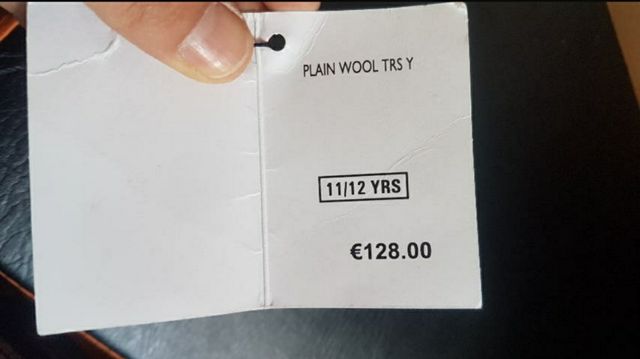 PLAIN WOOL TRS Y
11/12 YRS
€128.00